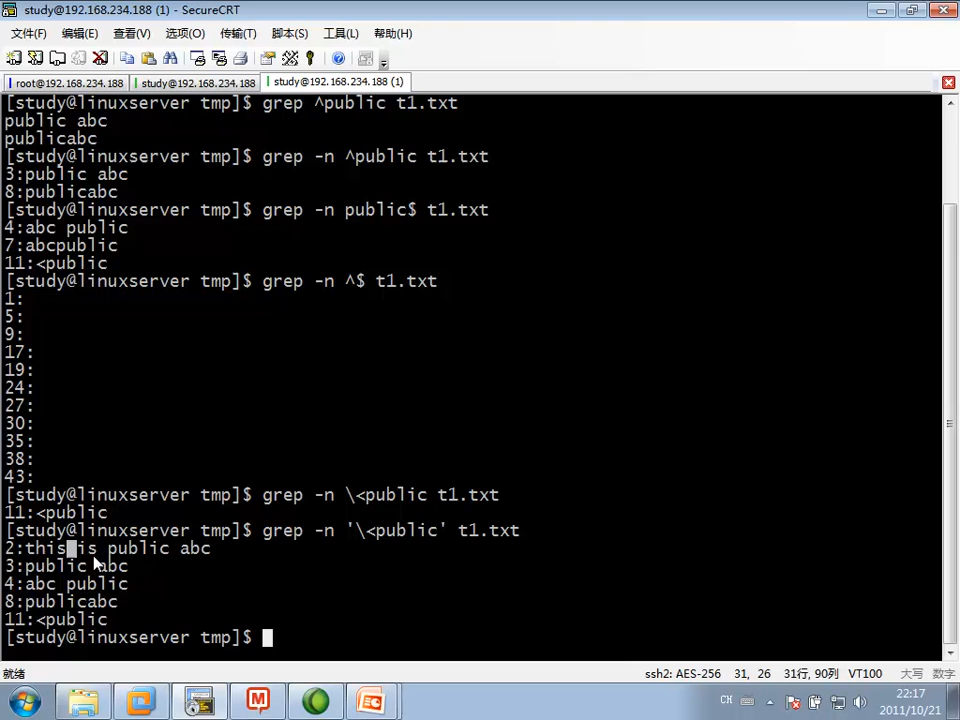 study@192.168.234.188 (1) - SecureCRT
文件(F) 编辑(E) 查看(V) 选项(O) 传输(T) 脚本(S) 工具(L) 帮助(H)
root@192.168.234.188 study@192.168.234.188 study@192.168.234.188 (1)
[study@linuxserver tmp]$ grep ^public t1.txt
public abc
publicabc
[study@linuxserver tmp]$ grep -n ^public t1.txt
3:public abc
8:publicabc
[study@linuxserver tmp]$ grep -n public$ t1.txt
4:abc public
7:abcpublic
11:<public
[study@linuxserver tmp]$ grep -n ^$ t1.txt
1:
5:
9:
17:
19:
24:
27:
30:
35:
38:
43:
[study@linuxserver tmp]$ grep -n \<public t1.txt
11:<public
[study@linuxserver tmp]$ grep -n '\<public' t1.txt
2:this is public abc
3:public abc
4:abc public
8:publicabc
11:<public
[study@linuxserver tmp]$
就绪 ssh2: AES-256 31, 26 31行, 90列 VT100 大写 数字
CH 22:17
2011/10/21